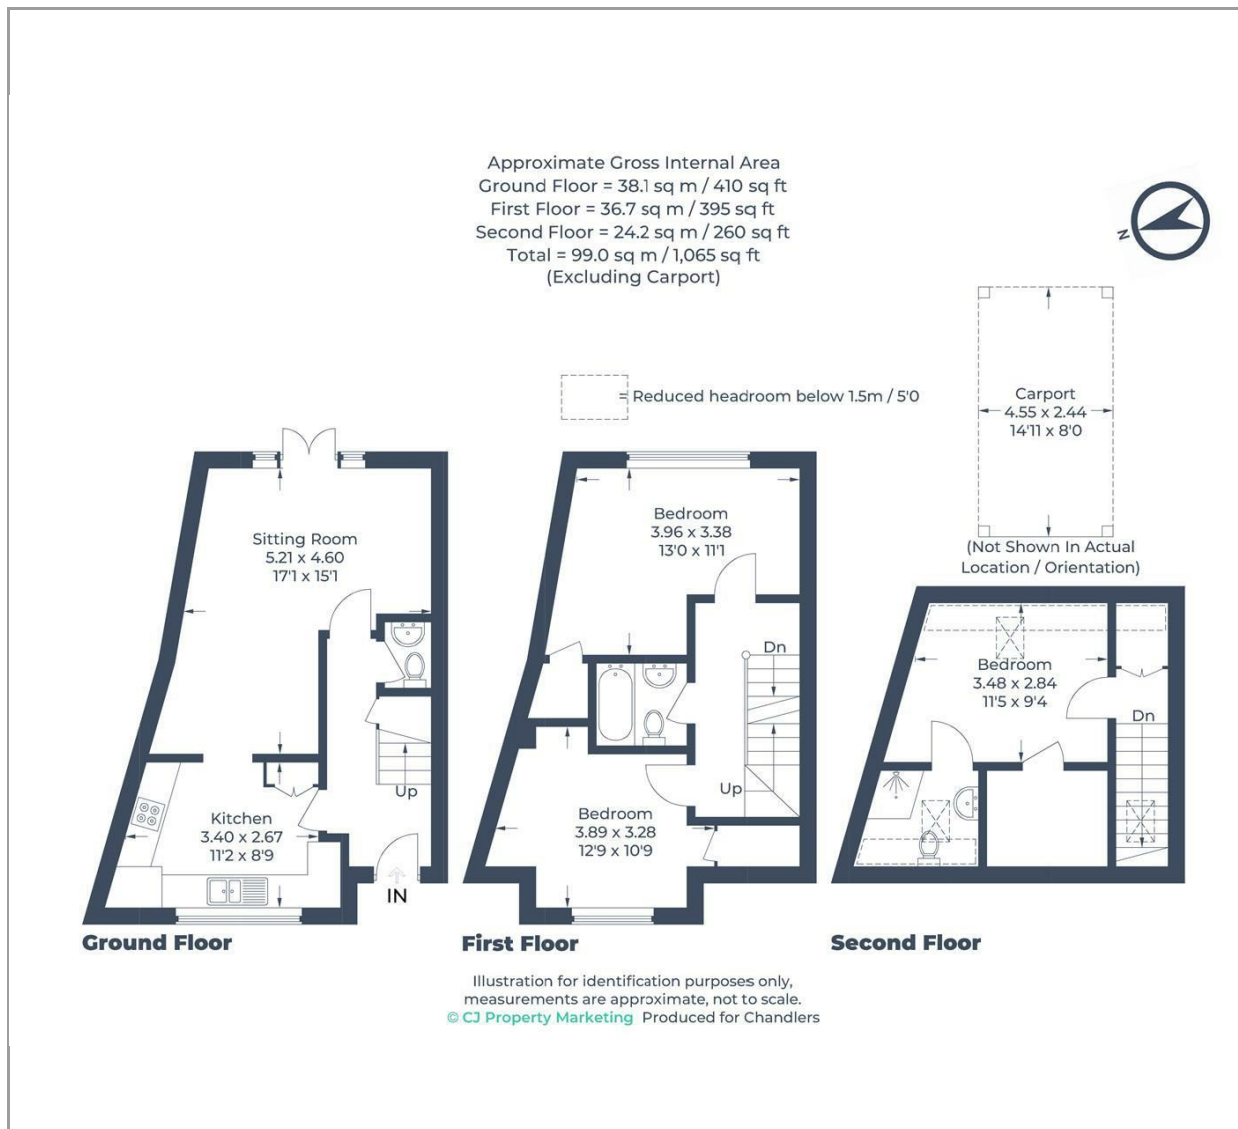 Approximate Gross Internal Area
Ground Floor = 38.1 sq m / 410 sq ft
First Floor = 36.7 sq m / 395 sq ft
Second Floor = 24.2 sq m / 260 sq ft
Total = 99.0 sq m / 1,065 sq ft
(Excluding Carport)
N
= Reduced headroom below 1.5m / 5'0
Carport
4.55 x 2.44
14'11 x 8'0
(Not Shown In Actual
Location / Orientation)
Sitting Room
5.21 x 4.60
17'1 x 15'1
Up
Kitchen
3.40 x 2.67
11'2 x 8'9
IN
Ground Floor
Bedroom
3.96 x 3.38
13'0 x 11'1
Dn
Up
Bedroom
3.89 x 3.28
12'9 x 10'9
First Floor
Bedroom
3.48 x 2.84
11'5 x 9'4
Dn
Second Floor
Illustration for identification purposes only,
measurements are approximate, not to scale.
© CJ Property Marketing Produced for Chandlers